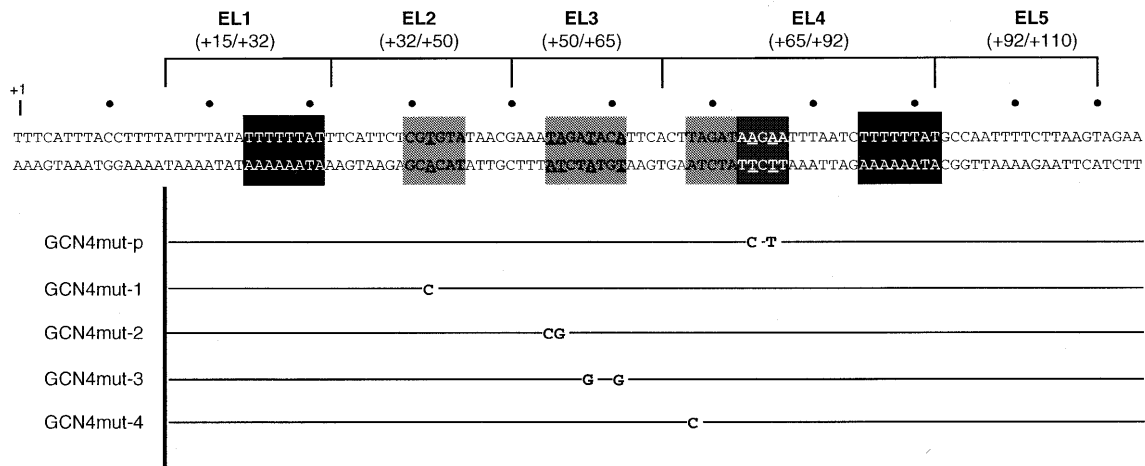 EL1 EL2 EL3 EL4 EL5
(+15/+32) (+32/+50) (+50/+65) (+65/+92) (+92/+110)
+1
TTTCATTTACCTTTTATTTTATATTTTTTATTTCATTCTCGTGTATAACGAAATAGATACATTCACTTAGATAAGAATTTAATCTTTTTTATGCCAATTTTCTTAAGTAGAA
AAAGTAAATGGAAAATAAAATATAAAAAATAAAGTAAGAGCACATATTGCTTTATCTATGTAAGTGAATCTATTCTTAAATTAGAAAAAATACGGTTAAAAGAATTCATCTT
GCN4mut-p C-T
GCN4mut-1 C
GCN4mut-2 CG
GCN4mut-3 G G
GCN4mut-4 C